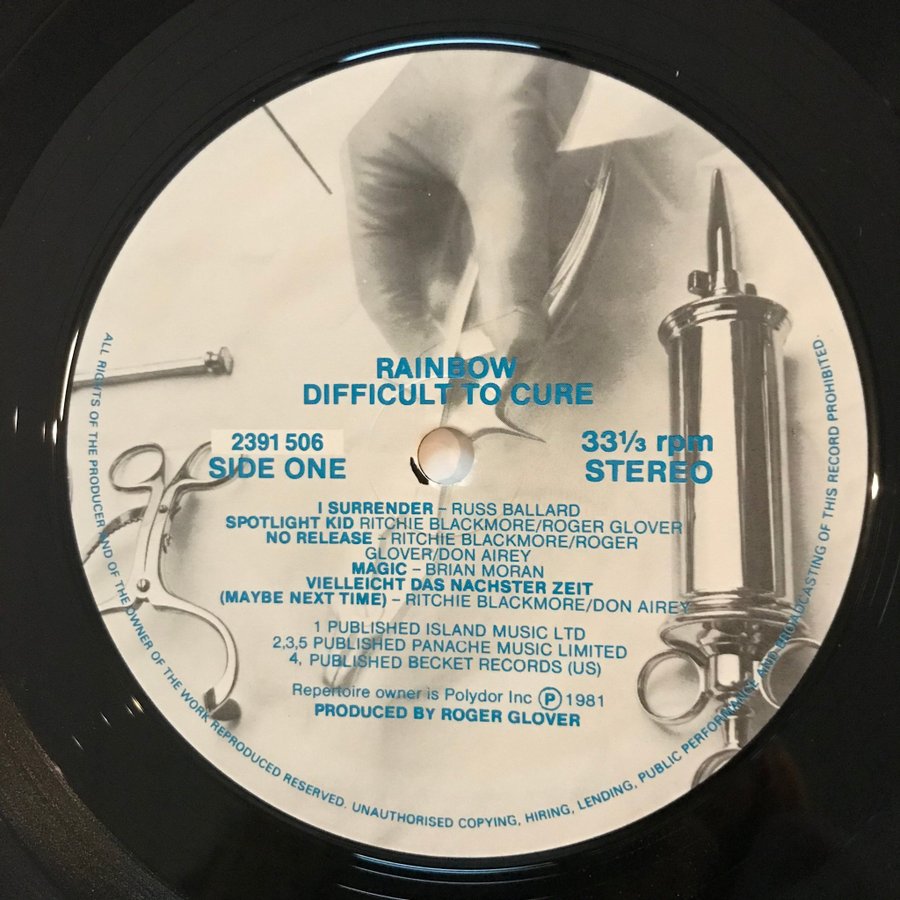 RAINBOW
DIFFICULT TO CURE
2391 506
SIDE ONE
33⅓ rpm
STEREO
I SURRENDER – RUSS BALLARD
SPOTLIGHT KID RITCHIE BLACKMORE/ROGER GLOVER
NO RELEASE – RITCHIE BLACKMORE/ROGER
GLOVER/DON AIREY
MAGIC – BRIAN MORAN
VIELLEICHT DAS NACHSTER ZEIT
(MAYBE NEXT TIME) – RITCHIE BLACKMORE/DON AIREY
1 PUBLISHED ISLAND MUSIC LTD
2,3,5 PUBLISHED PANACHE MUSIC LIMITED
4. PUBLISHED BECKET RECORDS (US)
Repertoire owner is Polydor Inc Ⓟ 1981
PRODUCED BY ROGER GLOVER
ALL RIGHTS OF THE PRODUCER AND OF THE OWNER OF THE WORK REPRODUCED RESERVED. UNAUTHORISED COPYING, HIRING, LENDING, PUBLIC PERFORMANCE AND BROADCASTING OF THIS RECORD PROHIBITED.